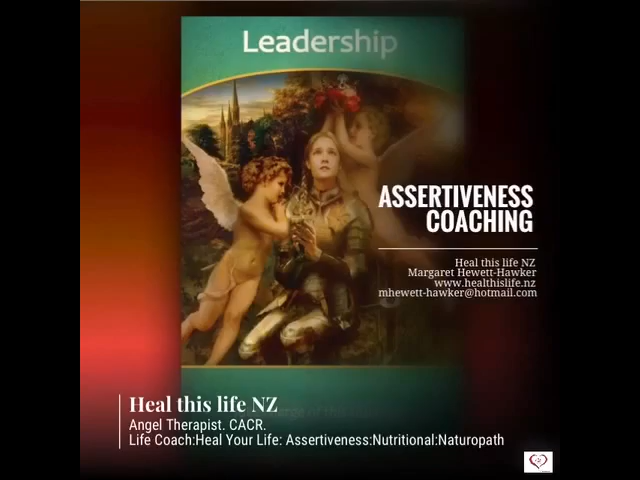 Leadership
ASSERTIVENESS
COACHING
Heal this life NZ
Margaret Hewett-Hawker
www.healthislife.nz
mhewett-hawker@hotmail.com
Heal this life NZ
Angel Therapist. CACR.
Life Coach:Heal Your Life: Assertiveness:Nutritional:Naturopath